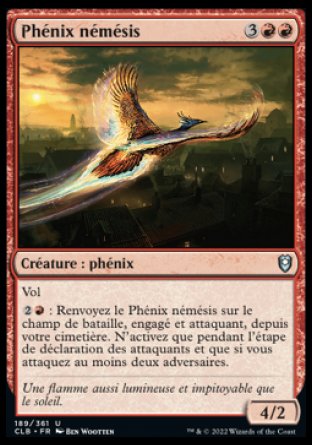 Phénix némésis 3
Créature : phénix
Vol
2 : Renvoyez le Phénix némésis sur le
champ de bataille, engagé et attaquant, depuis
votre cimetière. N'activez que pendant l'étape
de déclaration des attaquants et que si vous
attaquez au moins deux adversaires.
Une flamme aussi lumineuse et impitoyable que
le soleil.
4/2
189/361 U
CLB • FR Ben Wootten
™ & © 2022 Wizards of the Coast